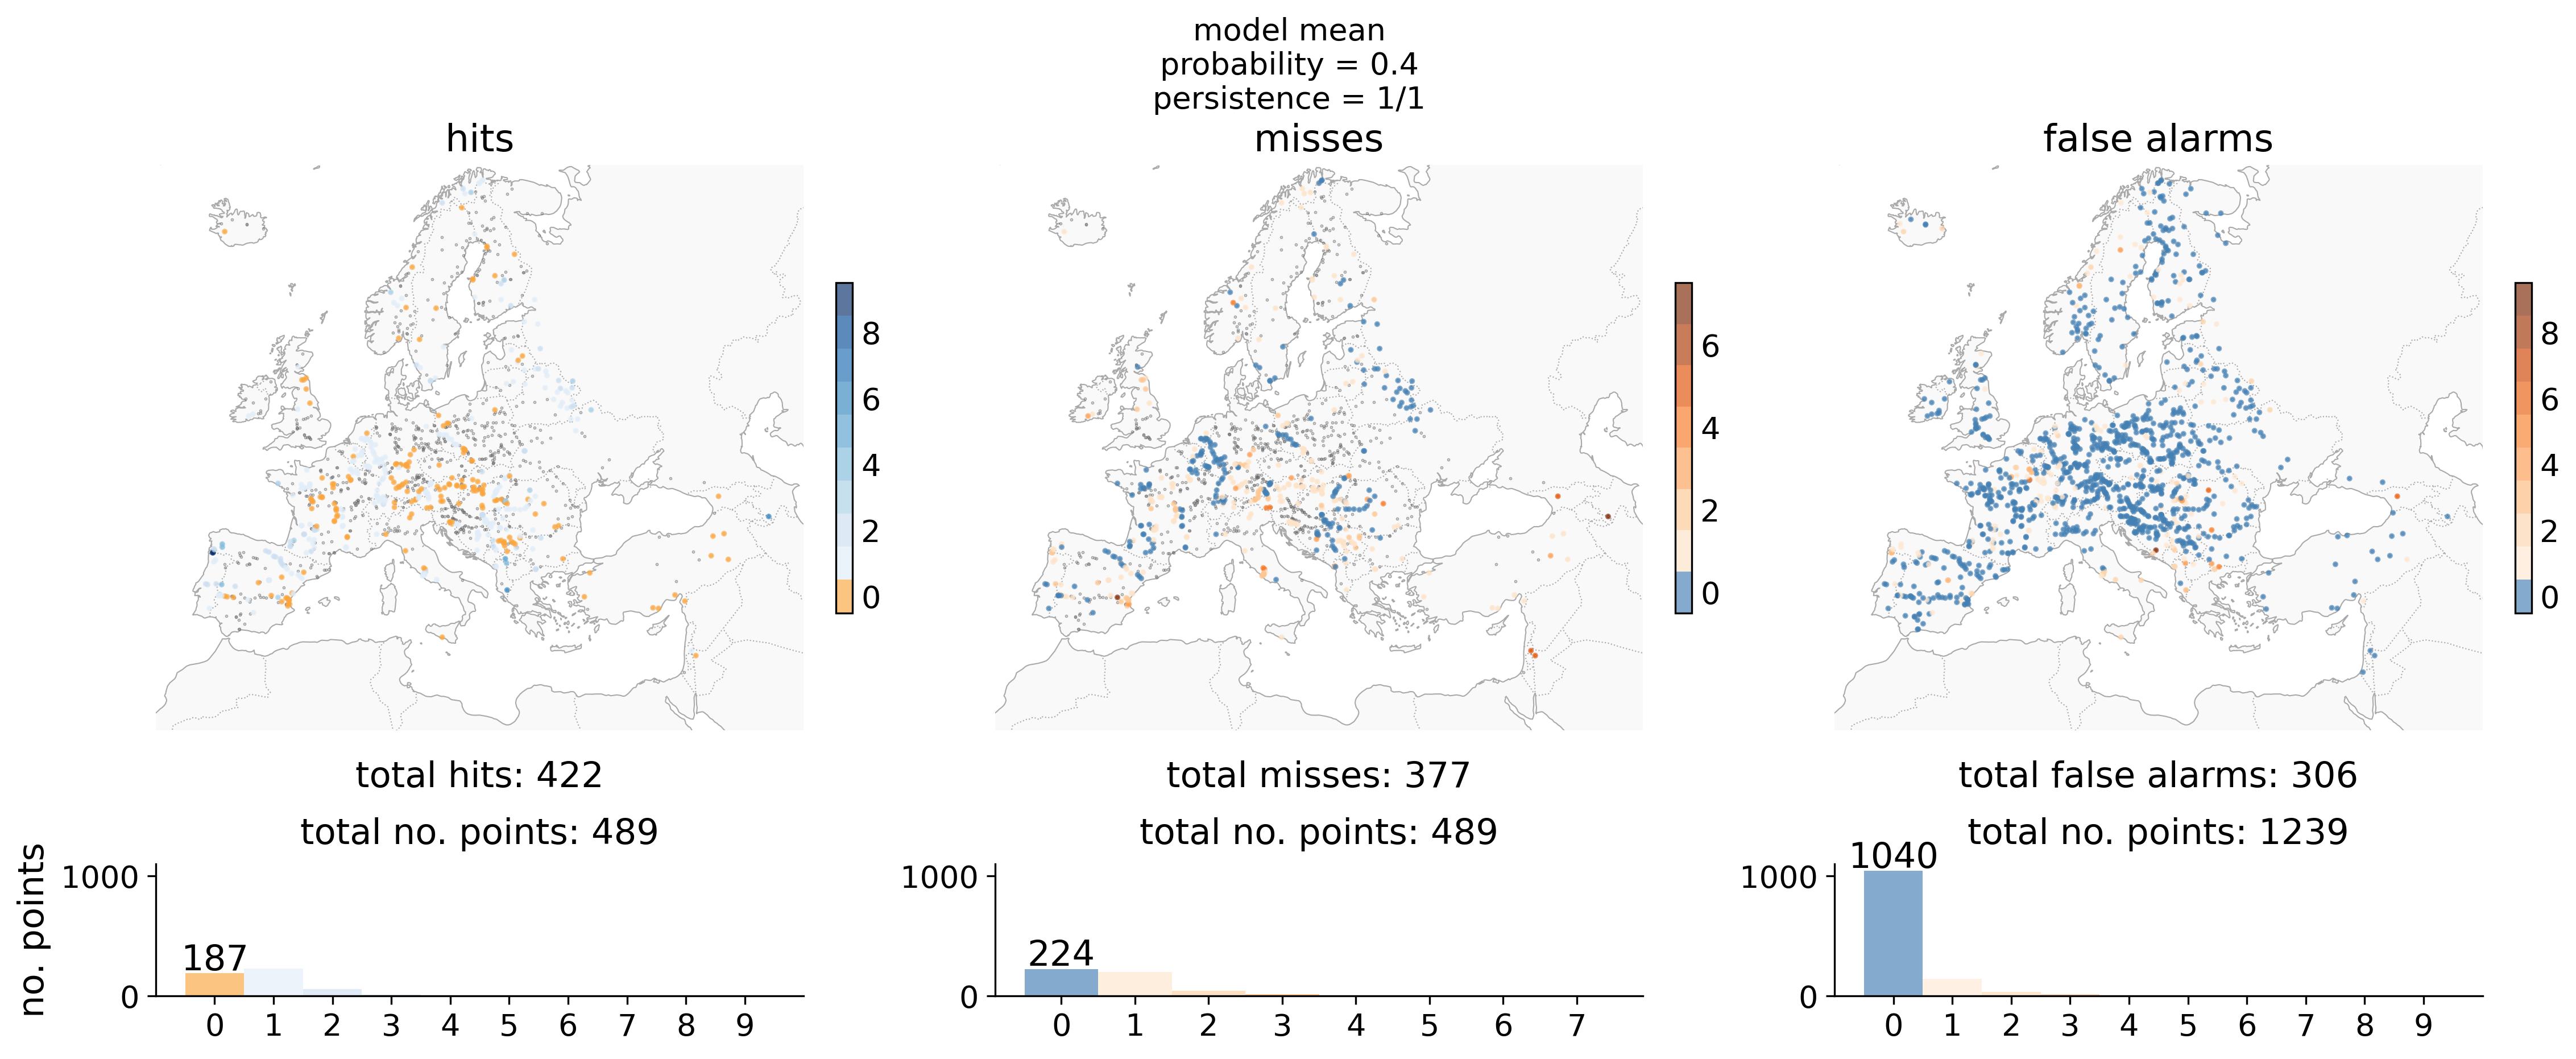 model mean
probability = 0.4
persistence = 1/1
hits
misses
false alarms
8
6
4
2
0
6
4
2
0
8
6
4
2
0
total hits: 422
total misses: 377
total false alarms: 306
total no. points: 489
total no. points: 489
total no. points: 1239
no. points
1000
0
187
0 1 2 3 4 5 6 7 8 9
1000
0
224
0 1 2 3 4 5 6 7
1000
0
1040
0 1 2 3 4 5 6 7 8 9